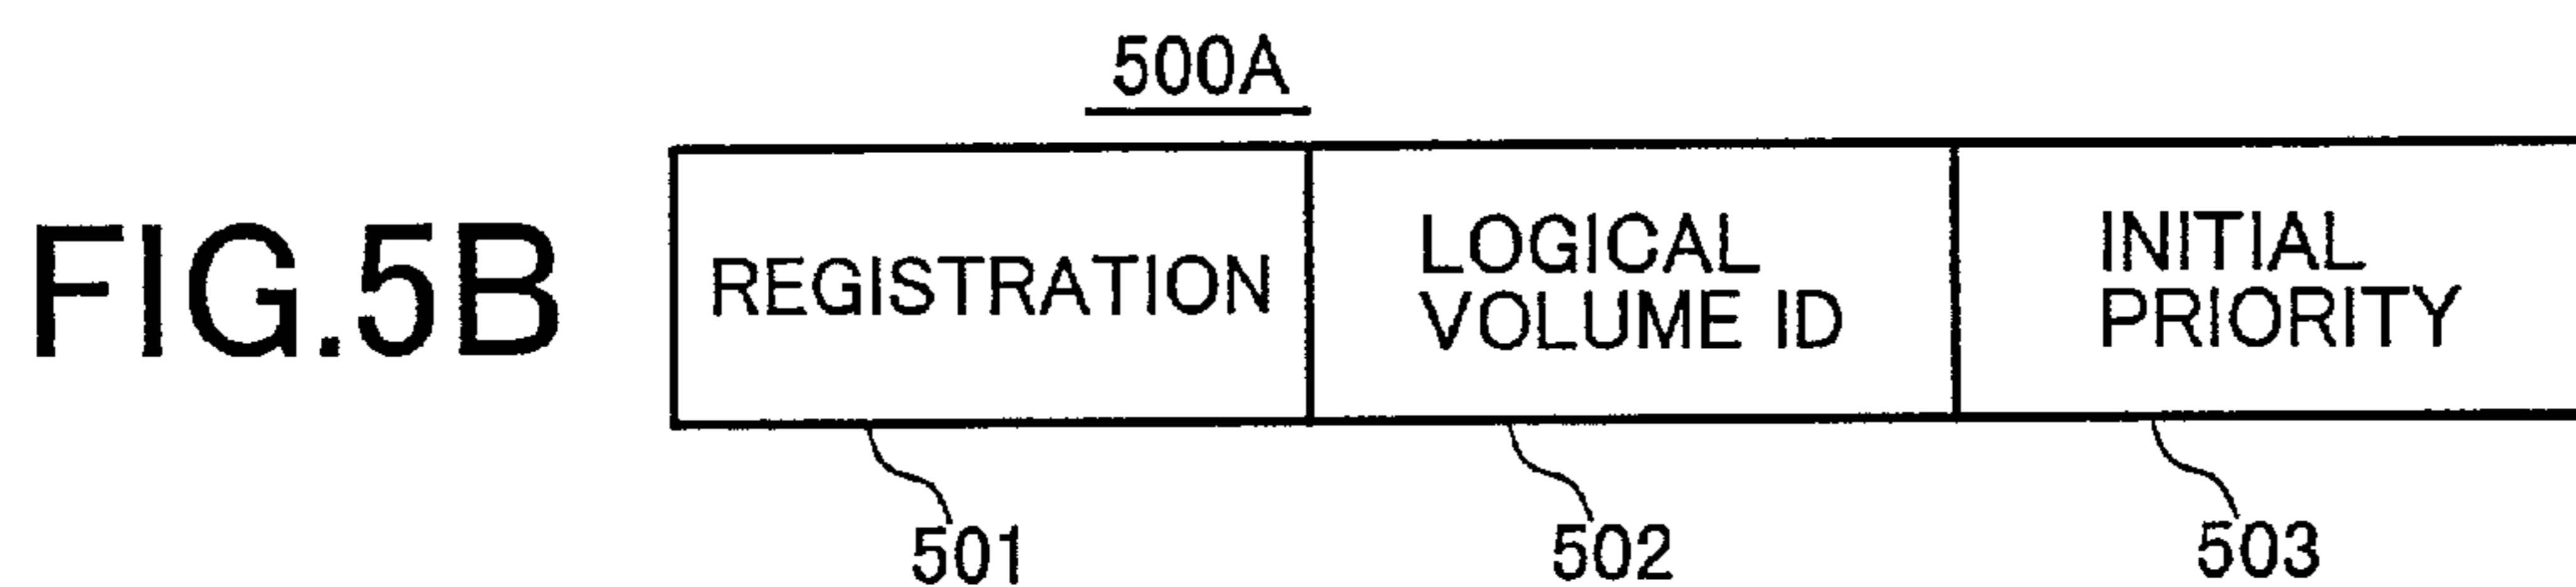 500A
FIG.5B
REGISTRATION
LOGICAL
VOLUME ID
INITIAL
PRIORITY
501
502
503